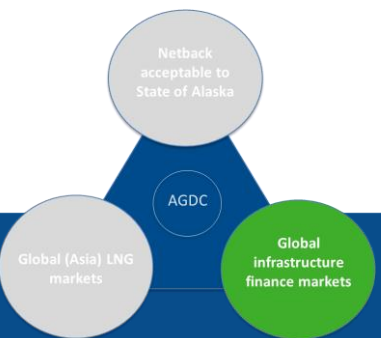 Netback
acceptable to
State of Alaska
AGDC
Global (Asia) LNG
markets
Global
infrastructure
finance markets